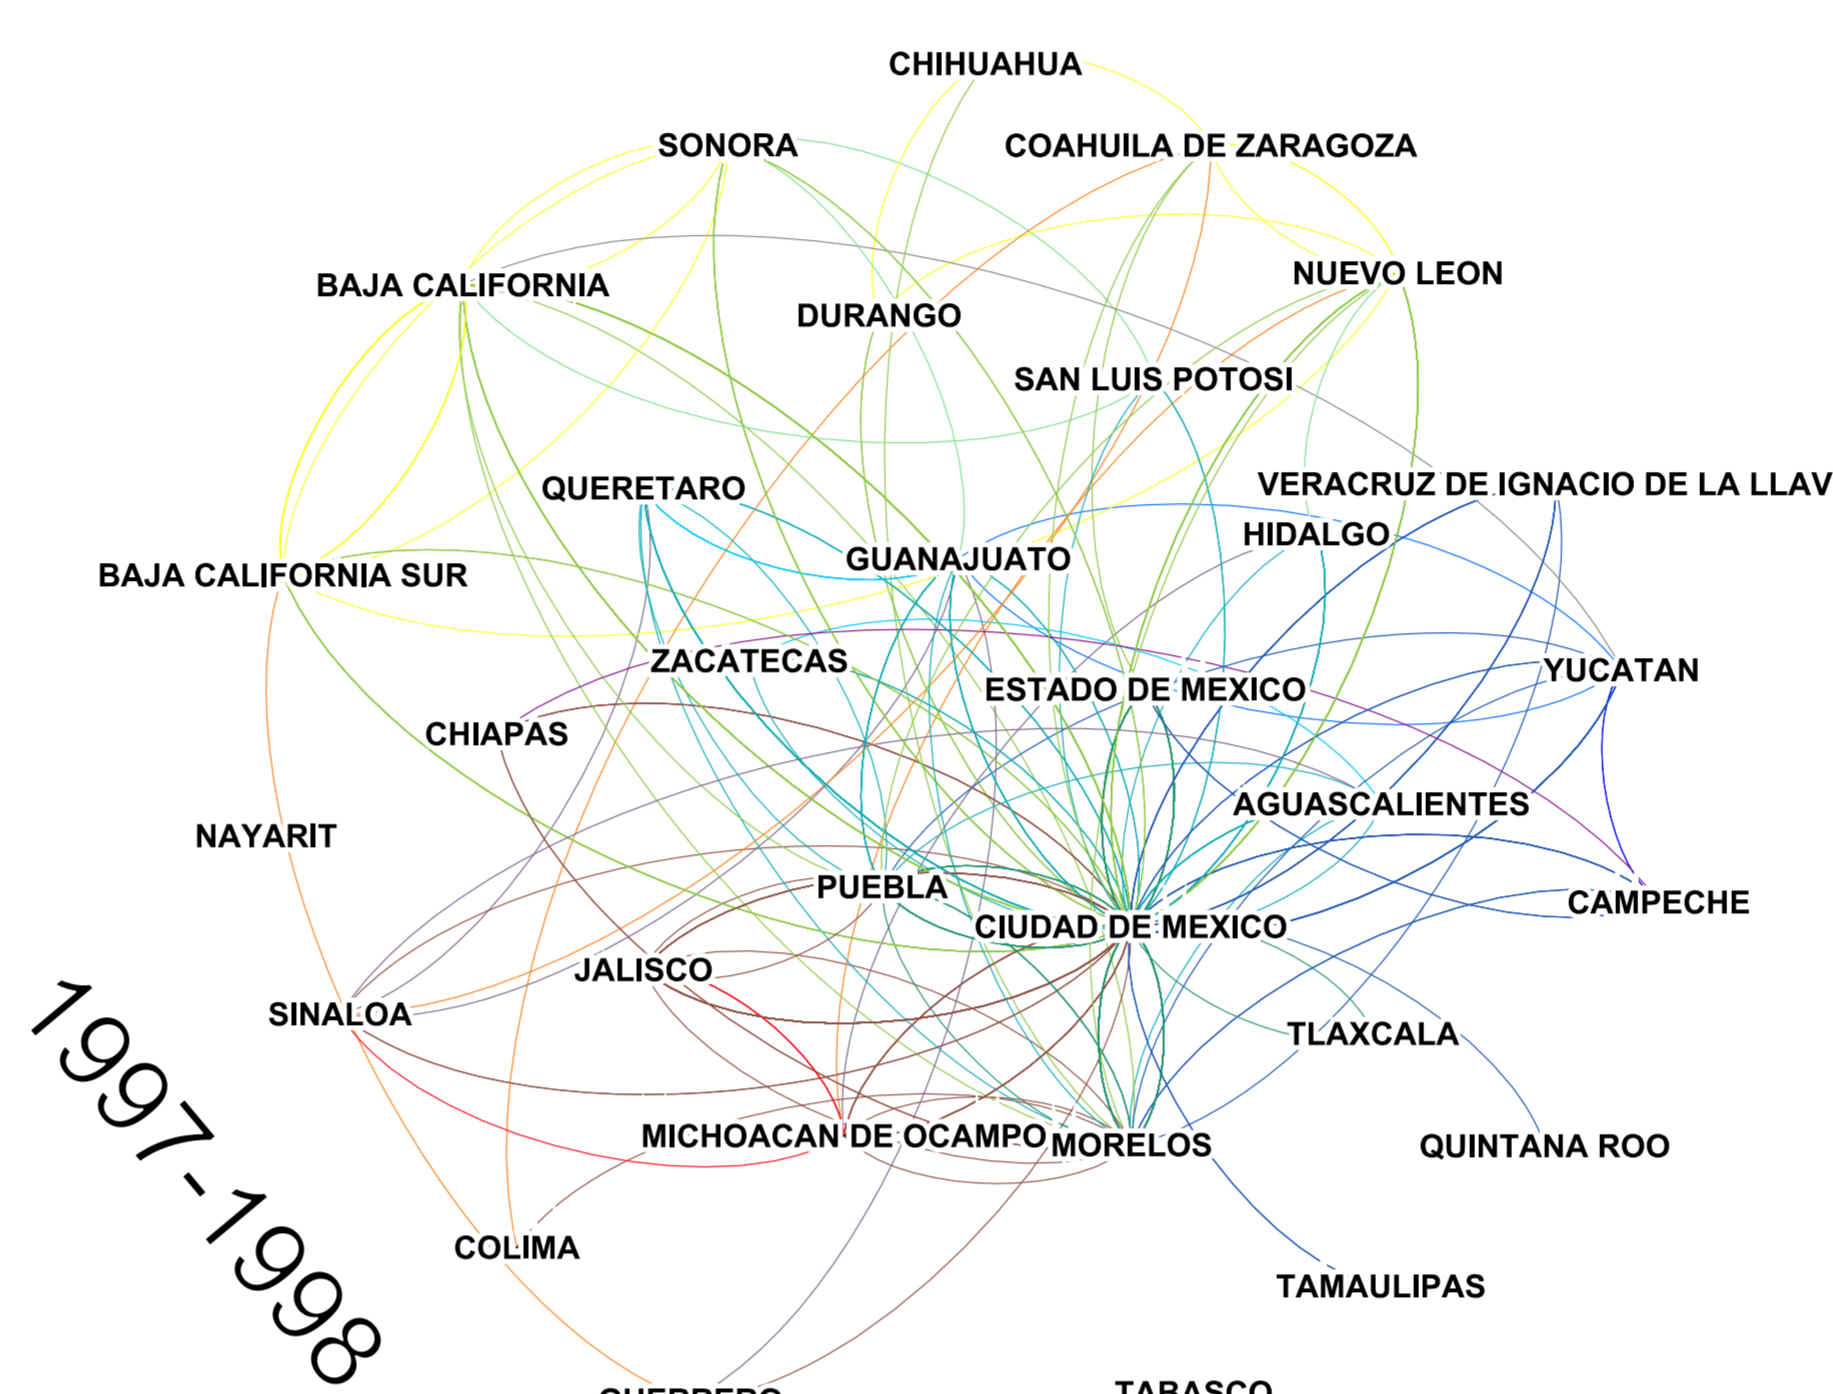 CHIHUAHUA
SONORA
COAHUILA DE ZARAGOZA
BAJA CALIFORNIA
NUEVO LEON
DURANGO
SAN LUIS POTOSI
QUERETARO
VERACRUZ DE IGNACIO DE LA LLAV
HIDALGO
GUANAJUATO
BAJA CALIFORNIA SUR
ZACATECAS
ESTADO DE MEXICO
YUCATAN
CHIAPAS
AGUASCALIENTES
NAYARIT
PUEBLA
CAMPECHE
CIUDAD DE MEXICO
JALISCO
SINALOA
TLAXCALA
MICHOACAN DE OCAMPO
MORELOS
QUINTANA ROO
1997-1998
COLIMA
TAMAULIPAS
GUERRERO
TABASCO